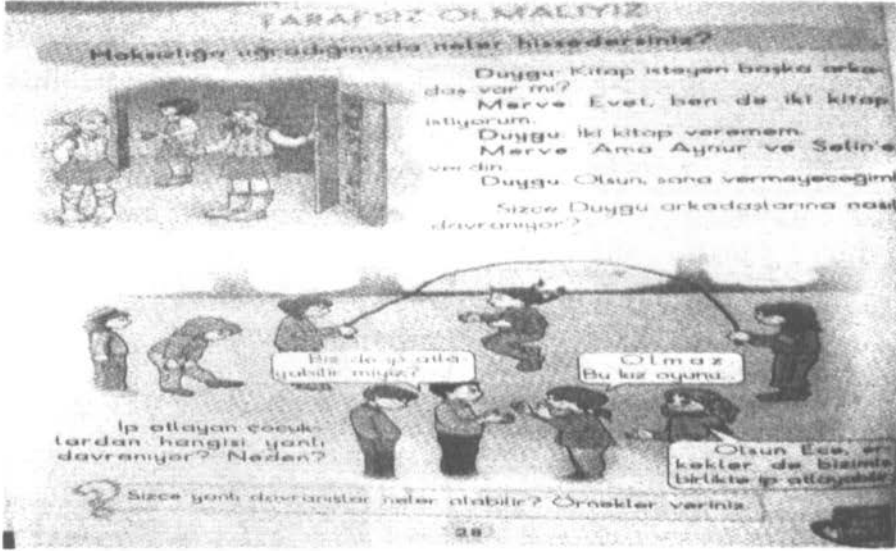 TARAFSIZ OLMALIYIZ
Haksızlığa uğradığınızda neler hissedersiniz?
Duygu: Kitap isteyen başka arka-
daş var mı?
Merve: Evet, ben de iki kitap
istiyorum.
Duygu: İki kitap veremem.
Merve: Ama Aynur ve Selin'e
verdin.
Duygu: Olsun, sana vermeyeceğim!
Sizce Duygu arkadaşlarına nasıl
davranıyor?
Biz de ip atla-
yabilir miyiz?
Olmaz.
Bu kız oyunu...
İp atlayan çocuk-
lardan hangisi yanlı
davranıyor? Neden?
Olsun Ece, er-
kekler de bizimle
birlikte ip atlayabilir.
Sizce yanlı davranışlar neler olabilir? Örnekler veriniz.
28